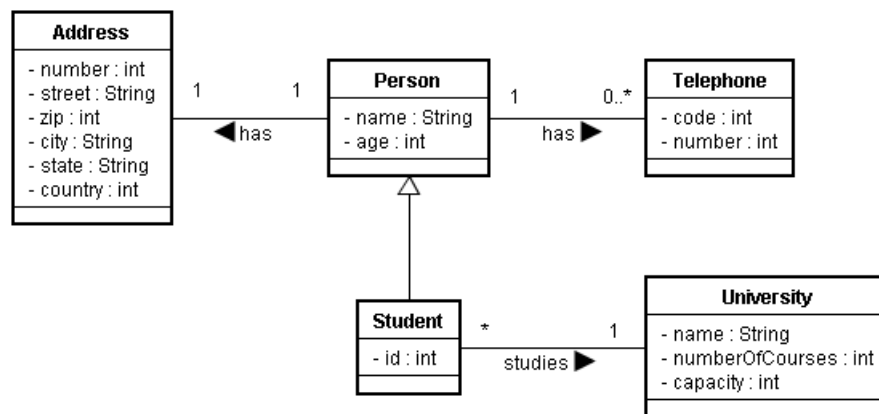 Address
- number : int
- street : String
- zip : int
- city : String
- state : String
- country : int
1
1
has
Person
- name : String
- age : int
1
0..*
has
Telephone
- code : int
- number : int
Student
- id : int
*
1
studies
University
- name : String
- numberOfCourses : int
- capacity : int